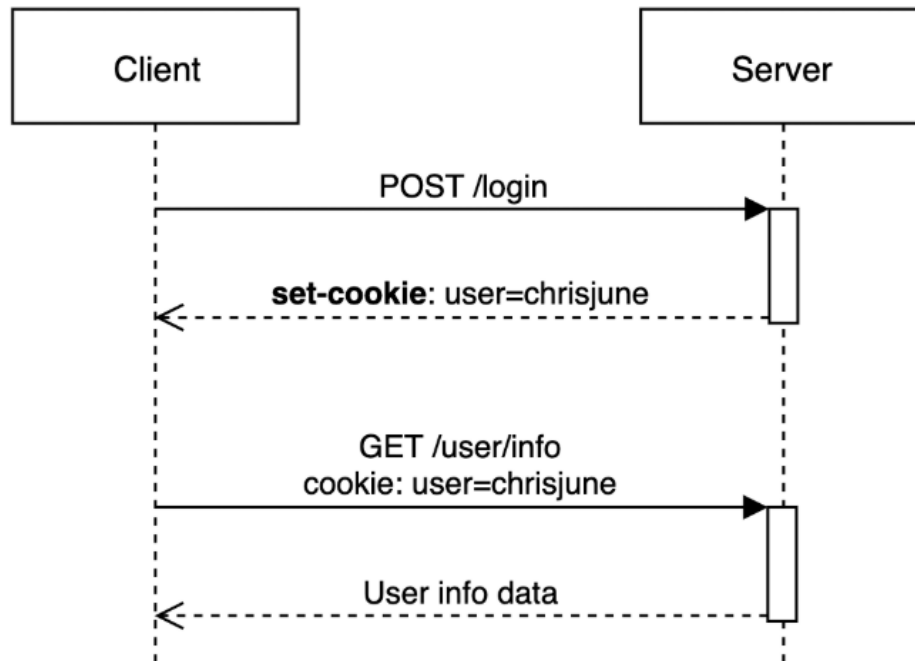 Client
Server
POST /login
set-cookie: user=chrisjune
GET /user/info
cookie: user=chrisjune
User info data